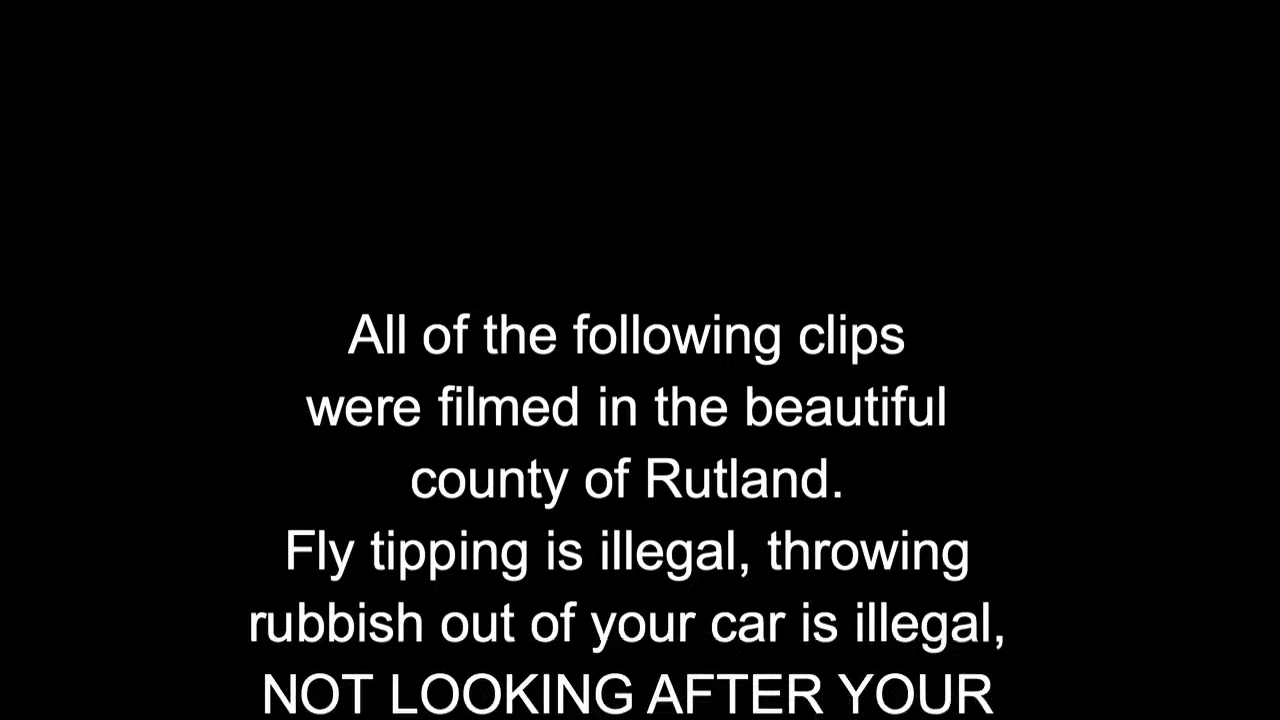 All of the following clips
were filmed in the beautiful
county of Rutland.
Fly tipping is illegal, throwing
rubbish out of your car is illegal,
NOT LOOKING AFTER YOUR